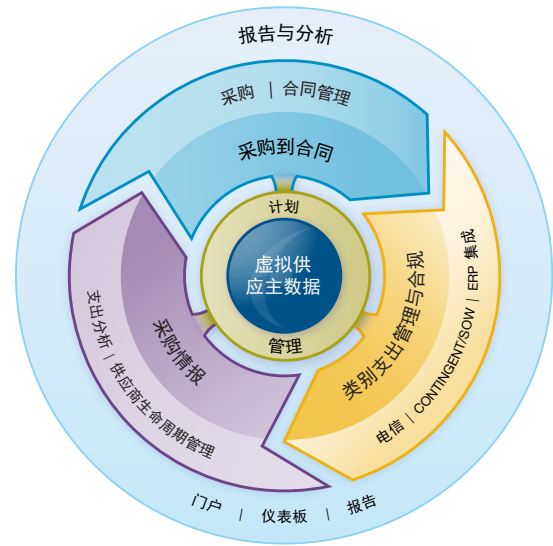 报告与分析
采购 | 合同管理
采购到合同
计划
虚拟供
应主数据
管理
类别支出管理与合规
电信 | CONTINGENT/SOW | ERP 集成
采购情报
支出分析 | 供应商生命周期管理
门户 | 仪表板 | 报告